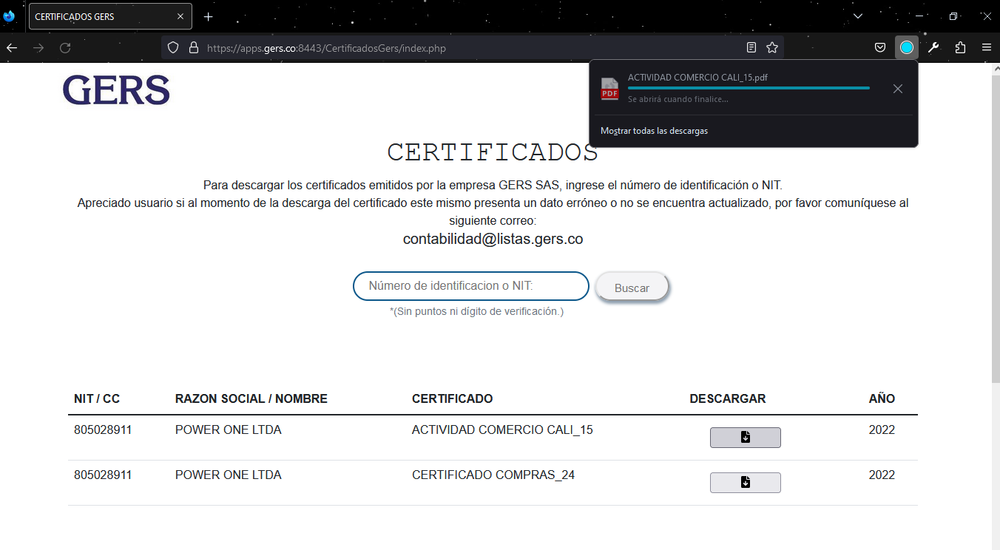 CERTIFICADOS GERS
https://apps.gers.co:8443/CertificadosGers/index.php
ACTIVIDAD COMERCIO CALI_15.pdf
PDF
Se abrirá cuando finalice...
Mostrar todas las descargas
GERS
CERTIFICADOS
Para descargar los certificados emitidos por la empresa GERS SAS, ingrese el número de identificación o NIT.
Apreciado usuario si al momento de la descarga del certificado este mismo presenta un dato erróneo o no se encuentra actualizado, por favor comuníquese al
siguiente correo:
contabilidad@listas.gers.co
Número de identificacion o NIT:
Buscar
*(Sin puntos ni dígito de verificación.)
NIT / CC RAZON SOCIAL / NOMBRE CERTIFICADO DESCARGAR AÑO
805028911 POWER ONE LTDA ACTIVIDAD COMERCIO CALI_15 2022
805028911 POWER ONE LTDA CERTIFICADO COMPRAS_24 2022